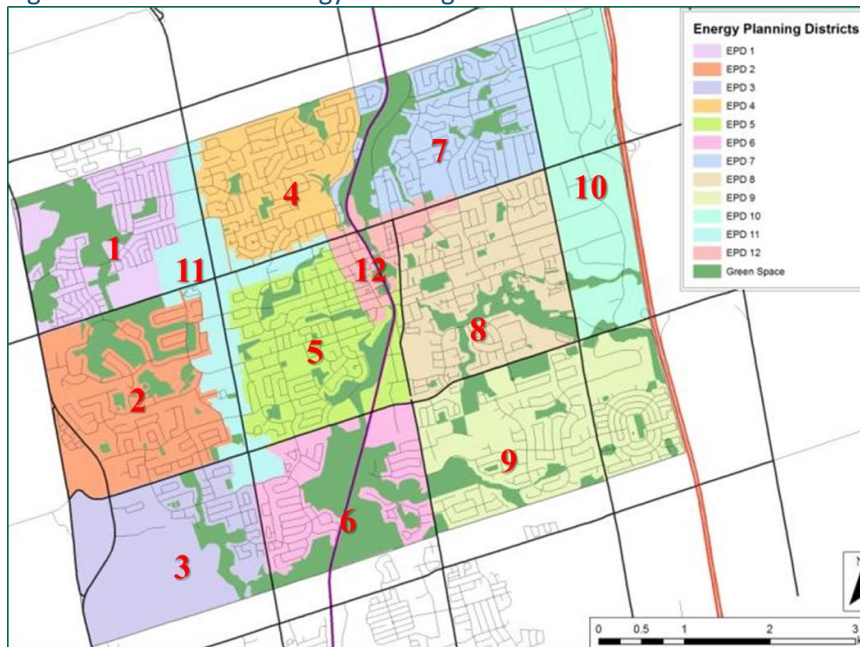 Energy Planning Districts
EPD 1
EPD 2
EPD 3
EPD 4
EPD 5
EPD 6
EPD 7
EPD 8
EPD 9
EPD 10
EPD 11
EPD 12
Green Space
7
4
10
1
11
12
5
8
2
9
6
3
0 0.5 1 2 3